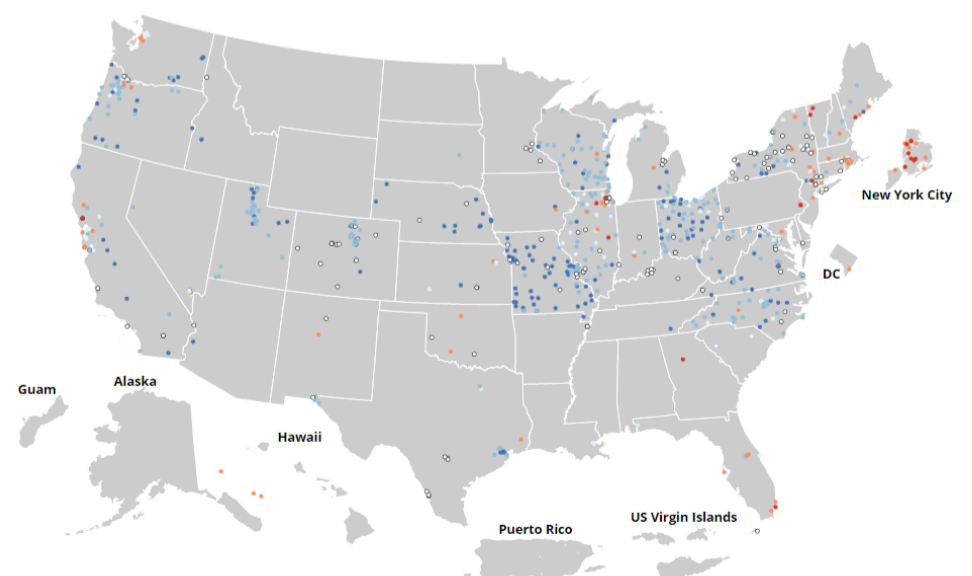 New York City
DC
Guam
Alaska
Hawaii
US Virgin Islands
Puerto Rico